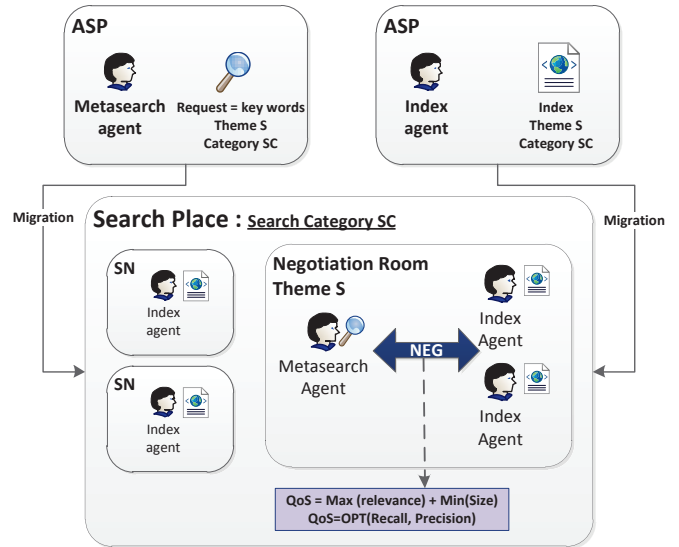 ASP
Metasearch
agent
Request = key words
Theme S
Category SC
ASP
Index
agent
Index
Theme S
Category SC
Migration
Migration
Search Place : Search Category SC
SN
Index
agent
SN
Index
agent
Negotiation Room
Theme S
Metasearch
Agent
NEG
Index
Agent
Index
Agent
QoS = Max (relevance) + Min(Size)
QoS=OPT(Recall, Precision)